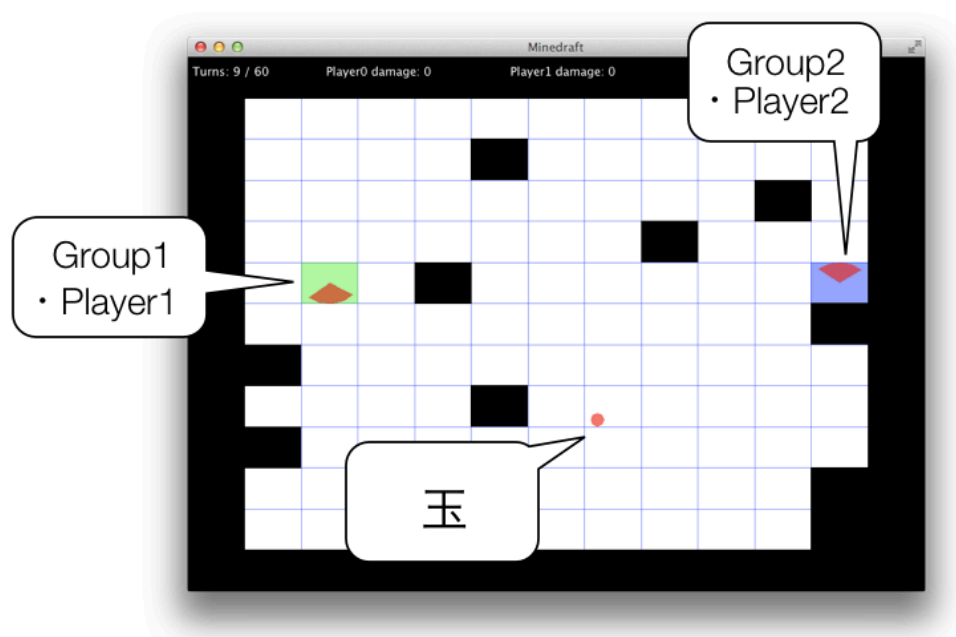 Minedraft
Turns: 9 / 60 Player0 damage: 0 Player1 damage: 0
Group2
・Player2
Group1
・Player1
玉